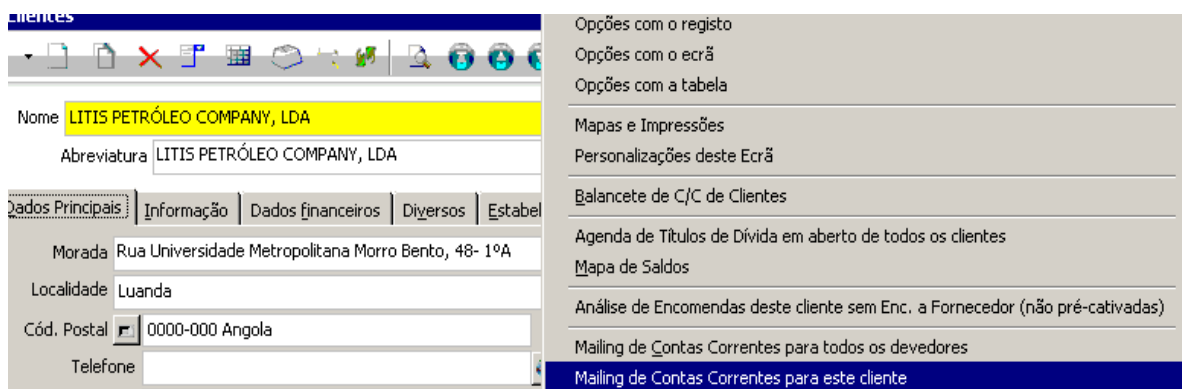 Clientes
Nome LITIS PETRÓLEO COMPANY, LDA
Abreviatura LITIS PETRÓLEO COMPANY, LDA
Dados Principais Informação Dados financeiros Diversos Estabel
Morada Rua Universidade Metropolitana Morro Bento, 48- 1ºA
Localidade Luanda
Cód. Postal 0000-000 Angola
Telefone
Opções com o registo
Opções com o ecrã
Opções com a tabela
Mapas e Impressões
Personalizações deste Ecrã
Balancete de C/C de Clientes
Agenda de Títulos de Dívida em aberto de todos os clientes
Mapa de Saldos
Análise de Encomendas deste cliente sem Enc. a Fornecedor (não pré-cativadas)
Mailing de Contas Correntes para todos os devedores
Mailing de Contas Correntes para este cliente